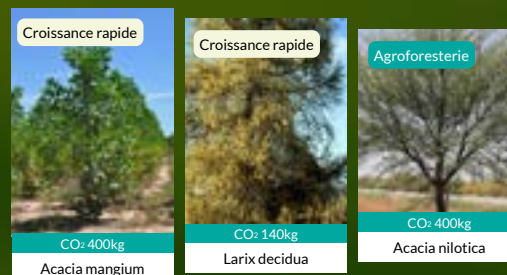 Croissance rapide
CO2 400kg
Acacia mangium
Croissance rapide
CO2 140kg
Larix decidua
Agroforesterie
CO2 400kg
Acacia nilotica